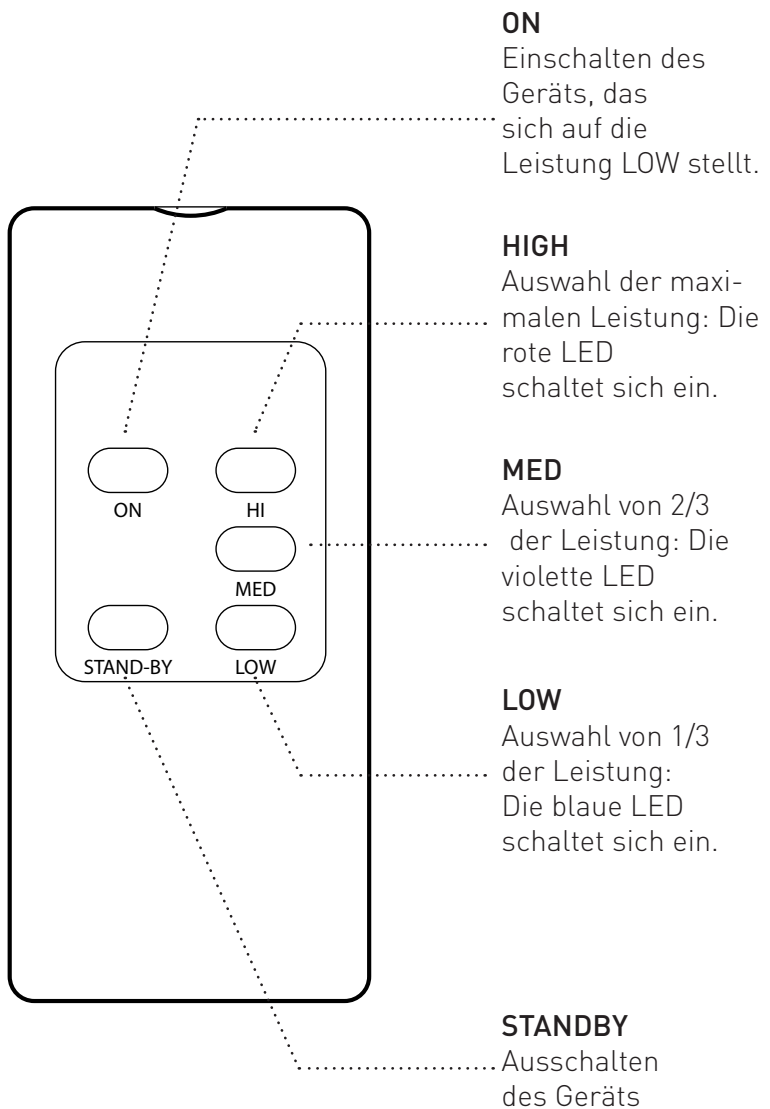 ON
Einschalten des
Geräts, das
sich auf die
Leistung LOW stellt.
HIGH
Auswahl der maxi-
malen Leistung: Die
rote LED
schaltet sich ein.
MED
Auswahl von 2/3
der Leistung: Die
violette LED
schaltet sich ein.
LOW
Auswahl von 1/3
der Leistung:
Die blaue LED
schaltet sich ein.
STANDBY
Ausschalten
des Geräts
ON HI
MED
STAND-BY LOW